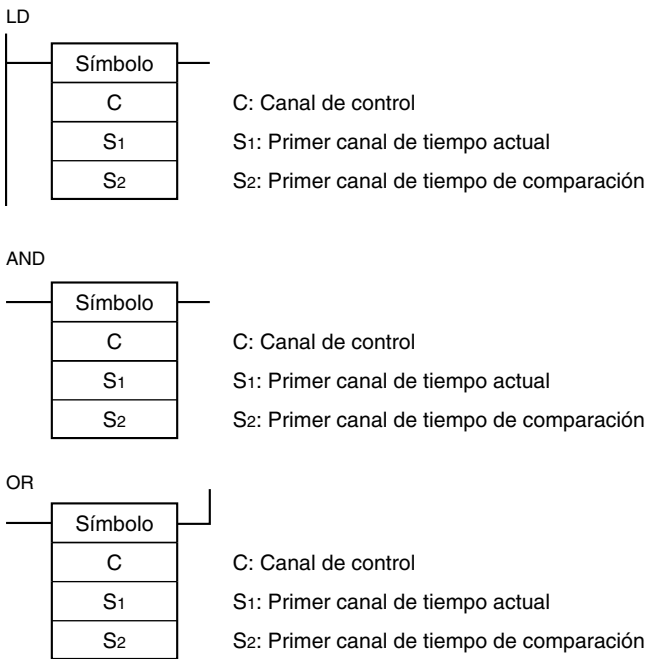 LD
Símbolo
C C: Canal de control
S1 S1: Primer canal de tiempo actual
S2 S2: Primer canal de tiempo de comparación
AND
Símbolo
C C: Canal de control
S1 S1: Primer canal de tiempo actual
S2 S2: Primer canal de tiempo de comparación
OR
Símbolo
C C: Canal de control
S1 S1: Primer canal de tiempo actual
S2 S2: Primer canal de tiempo de comparación